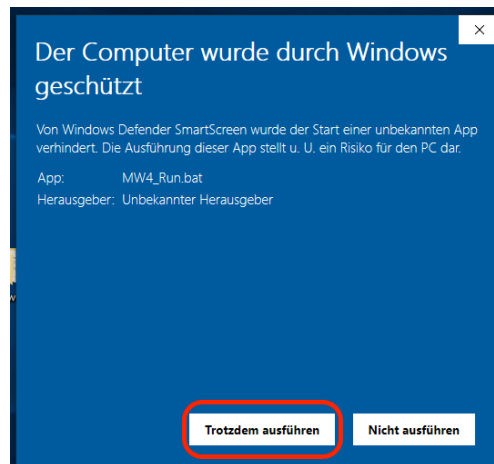 Der Computer wurde durch Windows
geschützt
Von Windows Defender SmartScreen wurde der Start einer unbekannten App
verhindert. Die Ausführung dieser App stellt u. U. ein Risiko für den PC dar.
App: MW4_Run.bat
Herausgeber: Unbekannter Herausgeber
Trotzdem ausführen Nicht ausführen